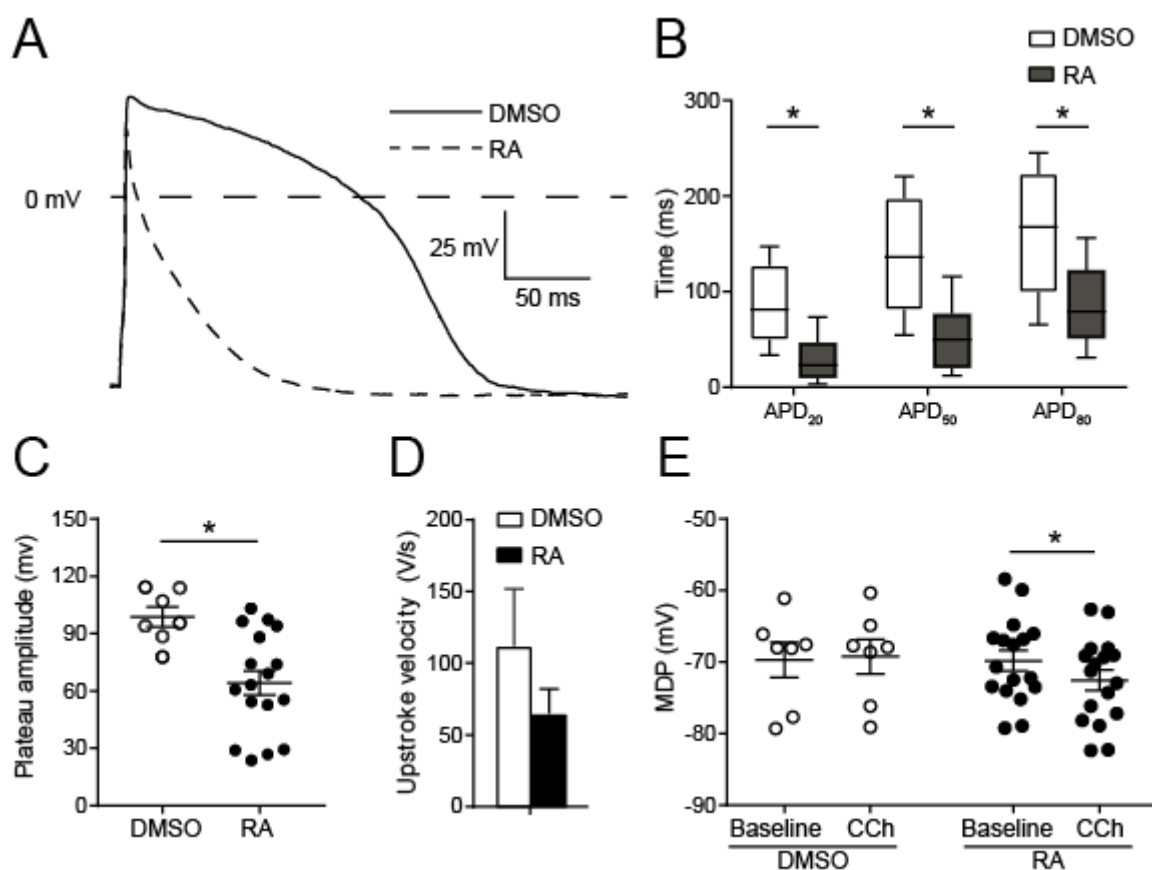 A
DMSO
RA
0 mV
25 mV
50 ms
B
DMSO
RA
*
*
*
300
200
100
0
Time (ms)
APD₂₀
APD₅₀
APD₈₀
C
*
150
120
90
60
30
0
Plateau amplitude (mv)
DMSO
RA
D
DMSO
RA
200
150
100
50
0
Upstroke velocity (V/s)
E
*
-50
-60
-70
-80
-90
MDP (mV)
Baseline CCh Baseline CCh
DMSO RA